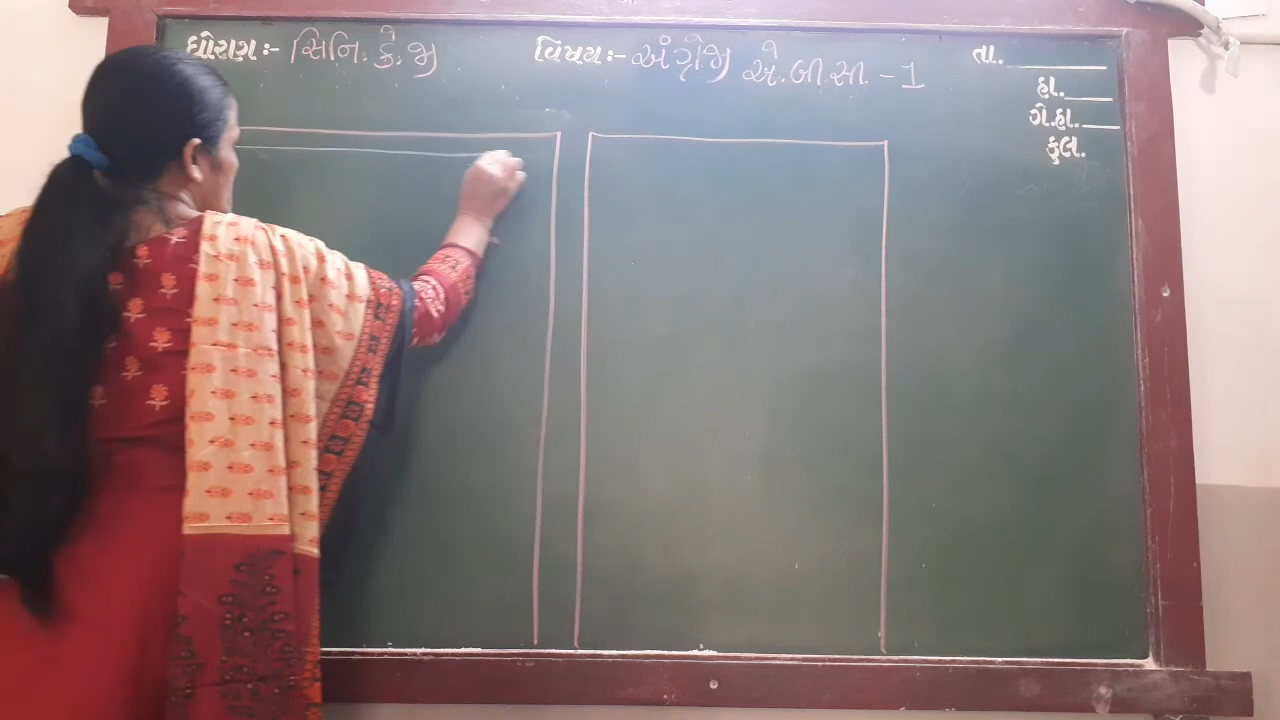 ધોરણઃ- સિનિ. કે. જી વિષયઃ- અંગ્રેજી એ. બી. સી. - 1 તા.
હા.
ગે.હા.
કુલ.